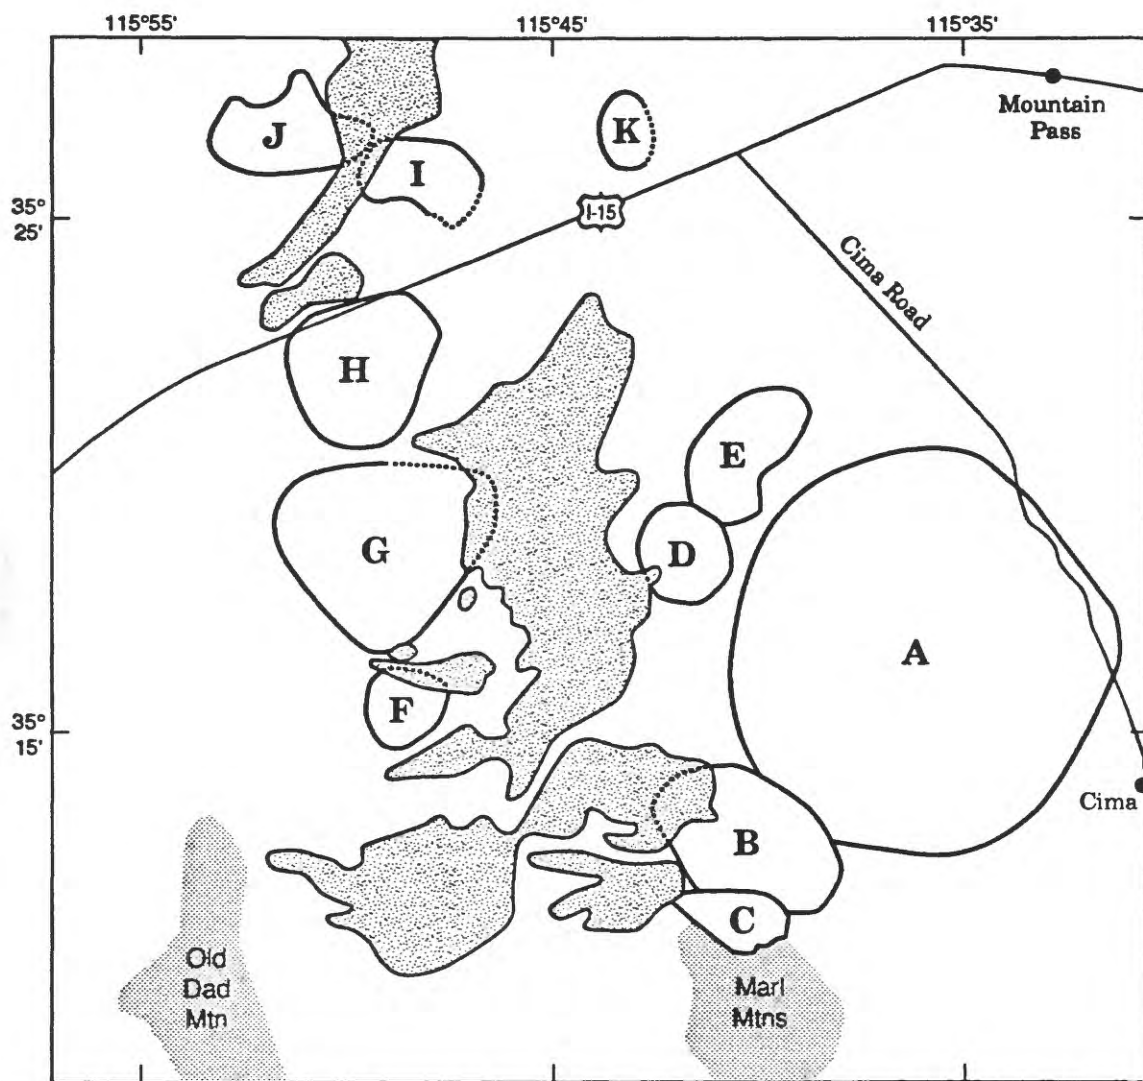 115°55'
115°45'
115°35'
Mountain
Pass
J
K
I
35°
25'
I-15
Cima Road
H
E
G
D
A
F
35°
15'
Cima
B
C
Old
Dad
Mtn
Marl
Mtns